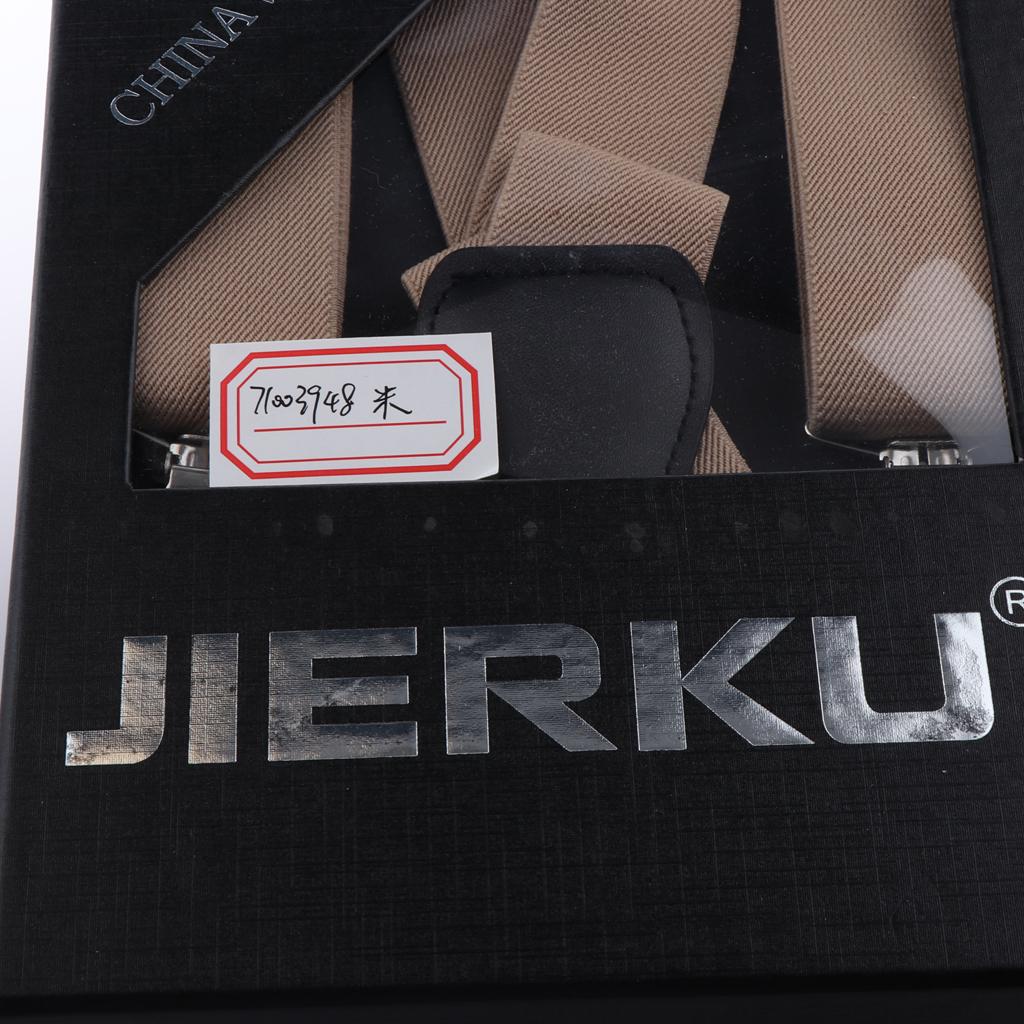 CHINA
71003948 米
JIERKU
®